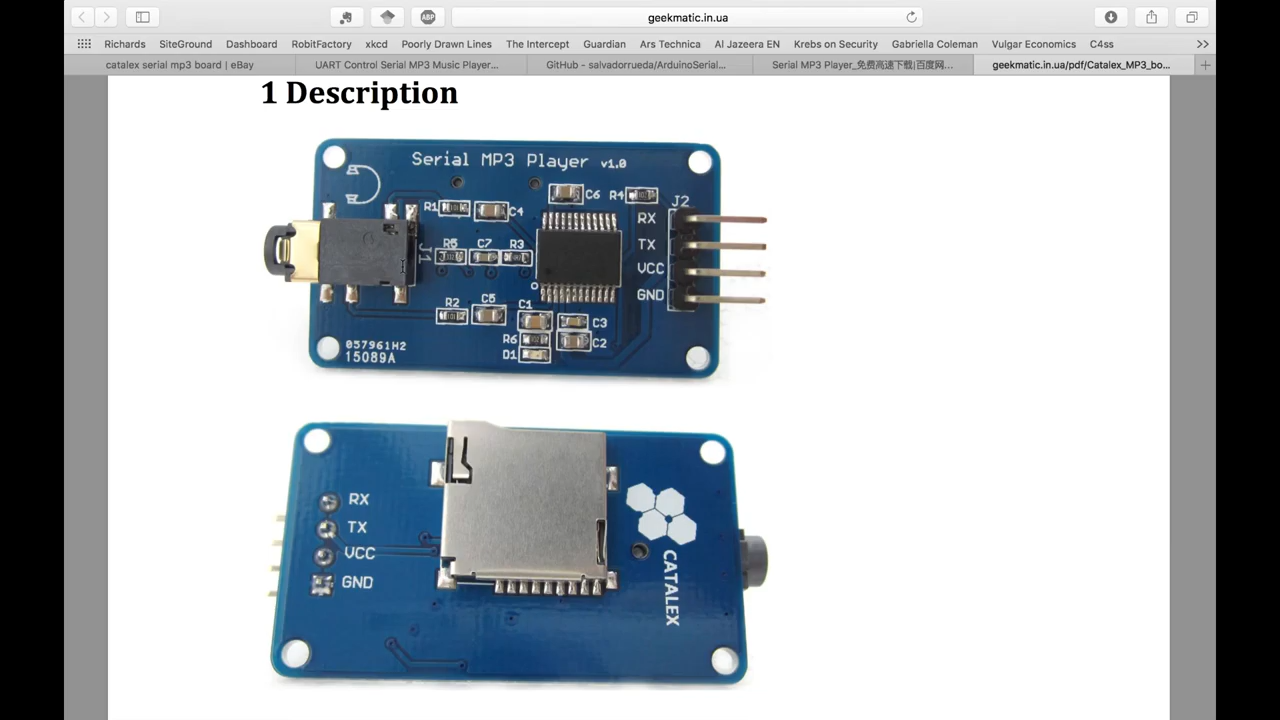 geekmatic.in.ua
ABP
Richards SiteGround Dashboard RobitFactory xkcd Poorly Drawn Lines The Intercept Guardian Ars Technica Al Jazeera EN Krebs on Security Gabriella Coleman Vulgar Economics C4ss
catalex serial mp3 board | eBay UART Control Serial MP3 Music Player... GitHub - salvadorrueda/ArduinoSerial... Serial MP3 Player_免费高速下载|百度网... geekmatic.in.ua/pdf/Catalex_MP3_bo...
1 Description
Serial MP3 Player v1.0
C6 R4 J2
R1 C4 RX
TX
J1 R5 C7 R3
VCC
GND
R2 C5 C1
C3
R6 C2
D1
057961H2
15089A
RX
TX
VCC
GND
CATALEX